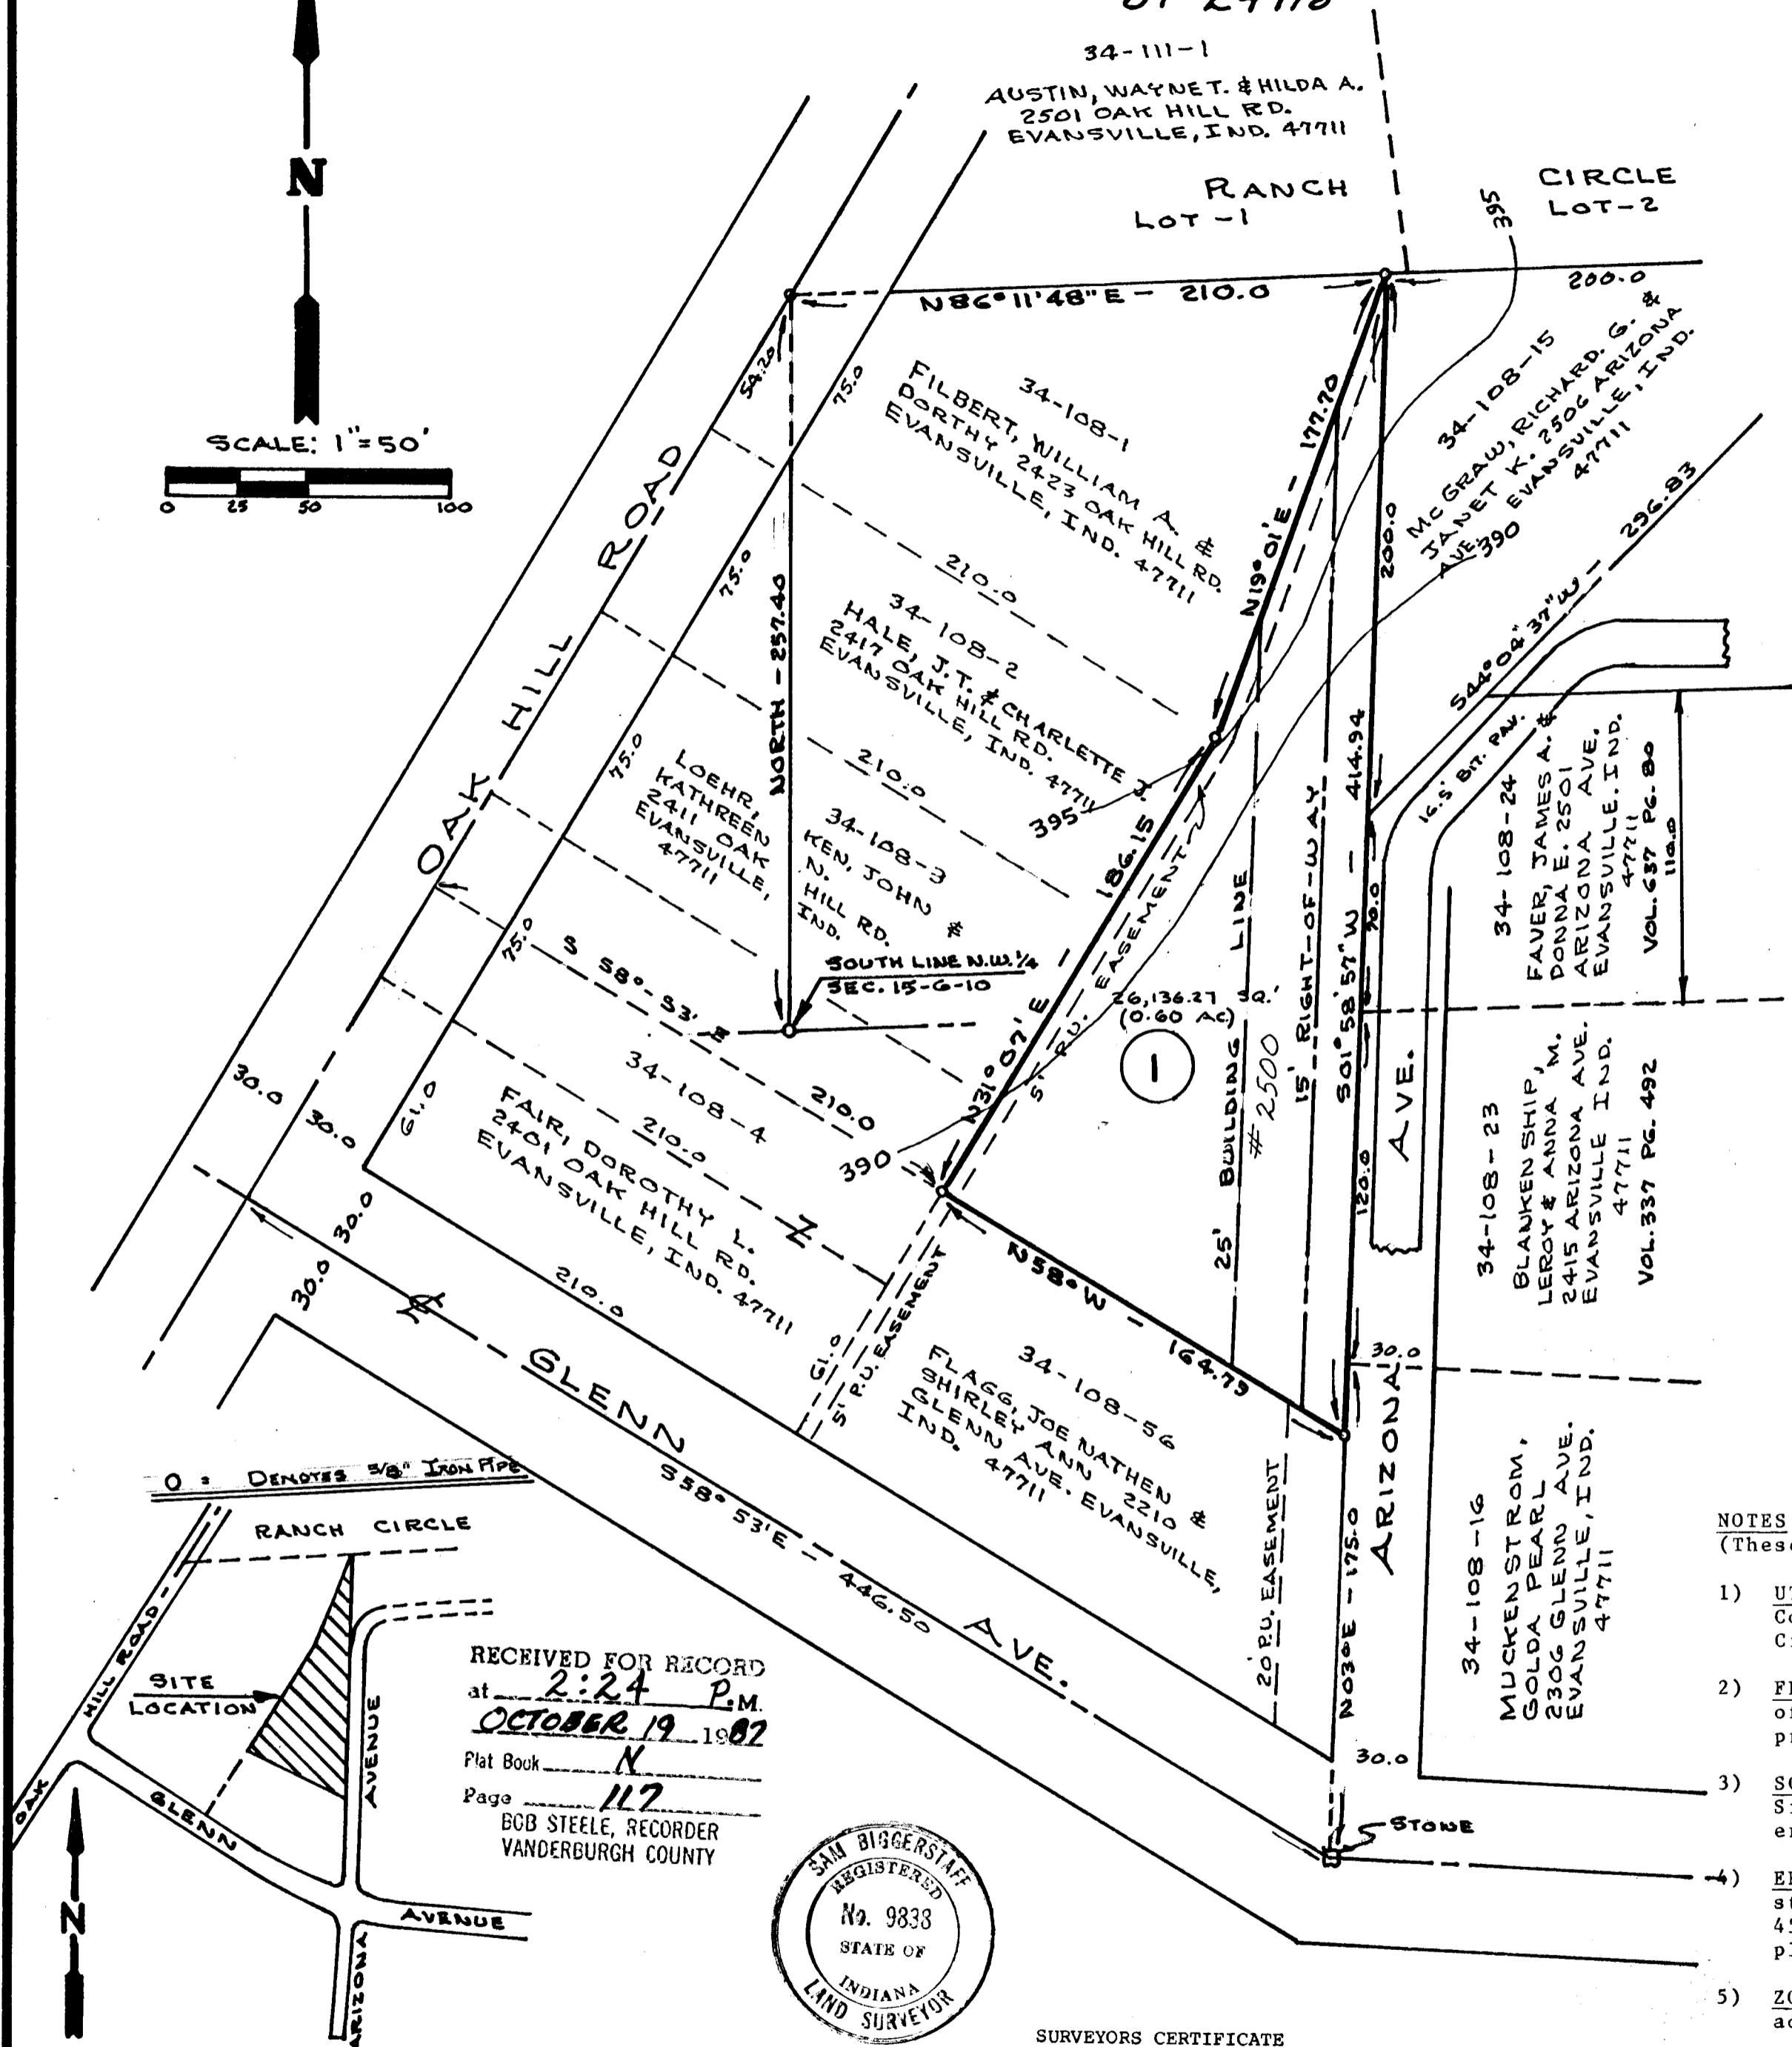 34-111-1
AUSTIN, WAYNE T. & HILDA A.
2501 OAK HILL RD.
EVANSVILLE, IND. 47711
RANCH
LOT-1
CIRCLE
LOT-2
395
N
SCALE: 1"=50'
0 25 50 100
N86°11'48"E - 210.0
200.0
54.20
75.0
34-108-1
FILBERT, WILLIAM A. &
DORTHY 2423 OAK HILL RD.
EVANSVILLE, IND. 47711
N19°01'E - 177.70
200.0
34-108-15
McGRAW, RICHARD. G. &
JANET K. 2506 ARIZONA
AVE. EVANSVILLE, IND.
47711
390
296.83
S44°04'37"W
OAK HILL ROAD
75.0
NORTH - 257.40
210.0
34-108-2
HALE, J.T. & CHARLETTE J.
2417 OAK HILL RD.
EVANSVILLE, IND. 47711
210.0
395
75.0
LOEHR,
KATHREEN
2411 OAK
EVANSVILLE,
47711
34-108-3
KEN, JOHN &
N.
HILL RD.
IND.
75.0
S 58°-53' E
210.0
SOUTH LINE N.W. 1/4
SEC. 15-6-10
186.15
N31°07'E
5' P.U. EASEMENT
26,136.27 SQ.'
(0.60 AC)
1
25' BUILDING LINE
#2500
15' RIGHT-OF-WAY
S01°58'57"W - 414.94
70.0
120.0
16.5' BIT. PAV.
34-108-24
FAVER, JAMES A. &
DONNA E. 2501
ARIZONA AVE.
EVANSVILLE. IND.
47711
VOL. 637 PG. 80
110.0
34-108-23
BLANKENSHIP,
LEROY & ANNA M.
2415 ARIZONA AVE.
EVANSVILLE IND.
47711
VOL. 337 PG. 492
ARIZONA AVE.
30.0
30.0
61.0
34-108-4
210.0
FAIR, DOROTHY L.
2401 OAK HILL RD.
EVANSVILLE, IND. 47711
Z
390
30.0
30.0
210.0
61.0
5' P.U. EASEMENT
N58°W - 164.79
30.0
GLENN AVE.
S58°53'E - 446.50
34-108-56
FLAGG, JOE NATHEN &
SHIRLEY ANN 2210
GLENN AVE. EVANSVILLE,
IND. 47711
20' P.U. EASEMENT
N03°E - 175.0
30.0
34-108-16
MUCKENSTROM,
GOLDA PEARL
2306 GLENN AVE.
EVANSVILLE, IND.
47711
STONE
O = DENOTES 5/8" IRON PIPE
RANCH CIRCLE
OAK HILL ROAD
SITE
LOCATION
AVENUE
GLENN
AVENUE
ARIZONA
N
RECEIVED FOR RECORD
at 2:24 P.M.
OCTOBER 19 1982
Plat Book N
Page 117
BOB STEELE, RECORDER
VANDERBURGH COUNTY
SAM BIGGERSTAFF
REGISTERED
No. 9838
STATE OF
INDIANA
LAND SURVEYOR
SURVEYORS CERTIFICATE
NOTES
(These
1)
2)
3)
4)
5)